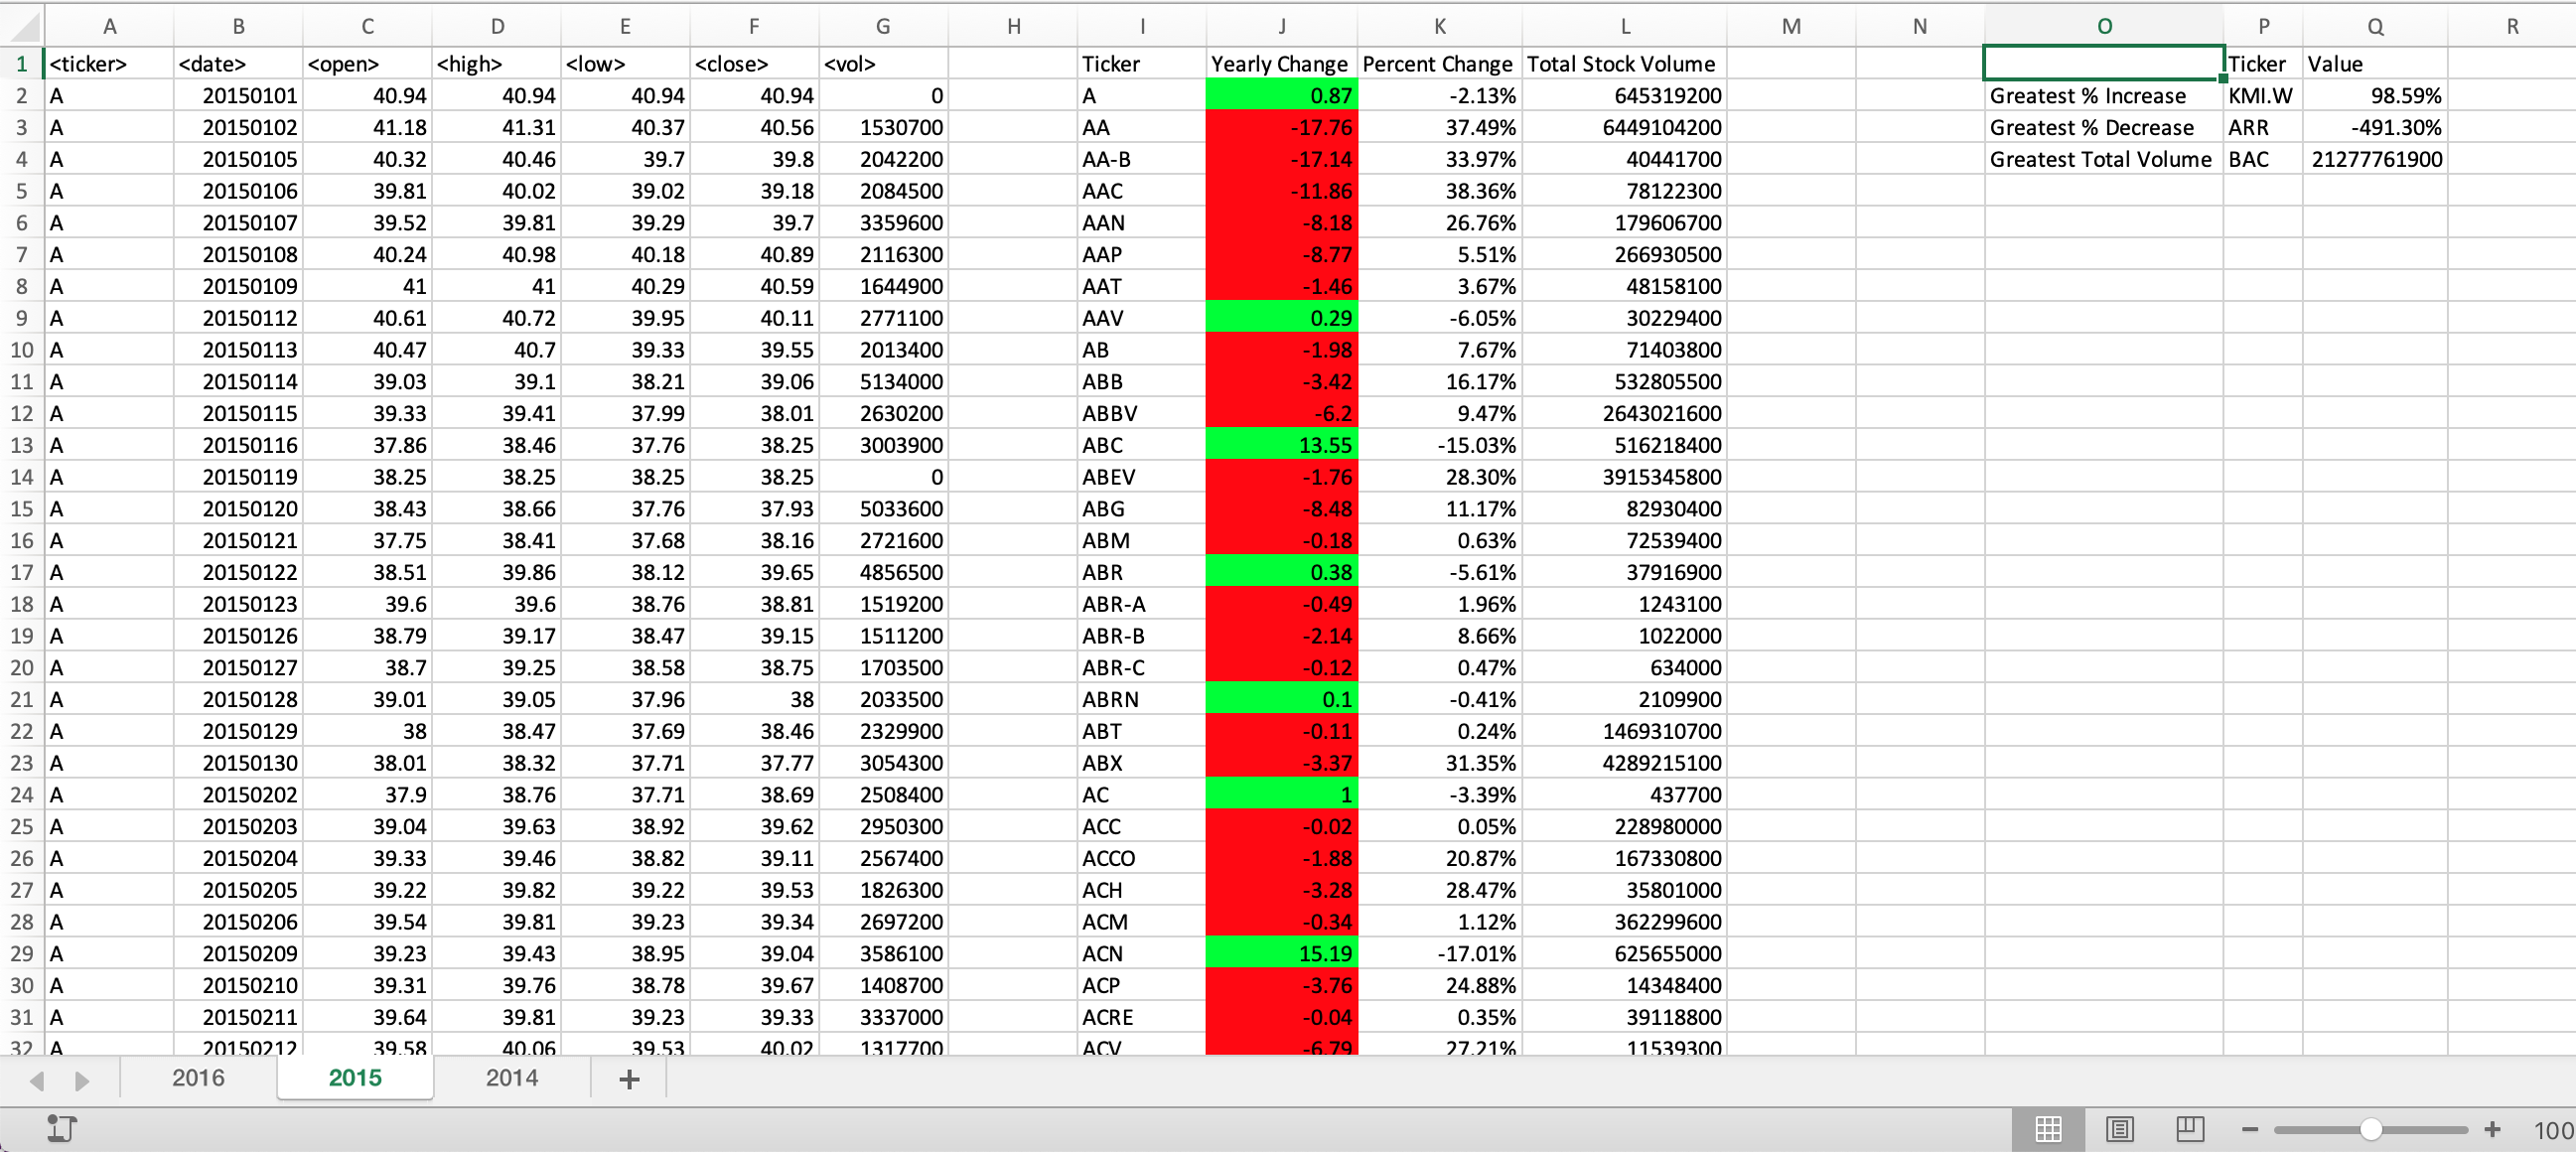 A B C D E F G H I J K L M N O P Q R
1 <ticker> <date> <open> <high> <low> <close> <vol> Ticker Yearly Change Percent Change Total Stock Volume Ticker Value
2 A 20150101 40.94 40.94 40.94 40.94 0 A 0.87 -2.13% 645319200 Greatest % Increase KMI.W 98.59%
3 A 20150102 41.18 41.31 40.37 40.56 1530700 AA -17.76 37.49% 6449104200 Greatest % Decrease ARR -491.30%
4 A 20150105 40.32 40.46 39.7 39.8 2042200 AA-B -17.14 33.97% 40441700 Greatest Total Volume BAC 21277761900
5 A 20150106 39.81 40.02 39.02 39.18 2084500 AAC -11.86 38.36% 78122300
6 A 20150107 39.52 39.81 39.29 39.7 3359600 AAN -8.18 26.76% 179606700
7 A 20150108 40.24 40.98 40.18 40.89 2116300 AAP -8.77 5.51% 266930500
8 A 20150109 41 41 40.29 40.59 1644900 AAT -1.46 3.67% 48158100
9 A 20150112 40.61 40.72 39.95 40.11 2771100 AAV 0.29 -6.05% 30229400
10 A 20150113 40.47 40.7 39.33 39.55 2013400 AB -1.98 7.67% 71403800
11 A 20150114 39.03 39.1 38.21 39.06 5134000 ABB -3.42 16.17% 532805500
12 A 20150115 39.33 39.41 37.99 38.01 2630200 ABBV -6.2 9.47% 2643021600
13 A 20150116 37.86 38.46 37.76 38.25 3003900 ABC 13.55 -15.03% 516218400
14 A 20150119 38.25 38.25 38.25 38.25 0 ABEV -1.76 28.30% 3915345800
15 A 20150120 38.43 38.66 37.76 37.93 5033600 ABG -8.48 11.17% 82930400
16 A 20150121 37.75 38.41 37.68 38.16 2721600 ABM -0.18 0.63% 72539400
17 A 20150122 38.51 39.86 38.12 39.65 4856500 ABR 0.38 -5.61% 37916900
18 A 20150123 39.6 39.6 38.76 38.81 1519200 ABR-A -0.49 1.96% 1243100
19 A 20150126 38.79 39.17 38.47 39.15 1511200 ABR-B -2.14 8.66% 1022000
20 A 20150127 38.7 39.25 38.58 38.75 1703500 ABR-C -0.12 0.47% 634000
21 A 20150128 39.01 39.05 37.96 38 2033500 ABRN 0.1 -0.41% 2109900
22 A 20150129 38 38.47 37.69 38.46 2329900 ABT -0.11 0.24% 1469310700
23 A 20150130 38.01 38.32 37.71 37.77 3054300 ABX -3.37 31.35% 4289215100
24 A 20150202 37.9 38.76 37.71 38.69 2508400 AC 1 -3.39% 437700
25 A 20150203 39.04 39.63 38.92 39.62 2950300 ACC -0.02 0.05% 228980000
26 A 20150204 39.33 39.46 38.82 39.11 2567400 ACCO -1.88 20.87% 167330800
27 A 20150205 39.22 39.82 39.22 39.53 1826300 ACH -3.28 28.47% 35801000
28 A 20150206 39.54 39.81 39.23 39.34 2697200 ACM -0.34 1.12% 362299600
29 A 20150209 39.23 39.43 38.95 39.04 3586100 ACN 15.19 -17.01% 625655000
30 A 20150210 39.31 39.76 38.78 39.67 1408700 ACP -3.76 24.88% 14348400
31 A 20150211 39.64 39.81 39.23 39.33 3337000 ACRE -0.04 0.35% 39118800
32 A 20150212 39.58 40.06 39.53 40.02 1317700 ACV -6.79 27.21% 11539300
2016 2015 2014 +
100